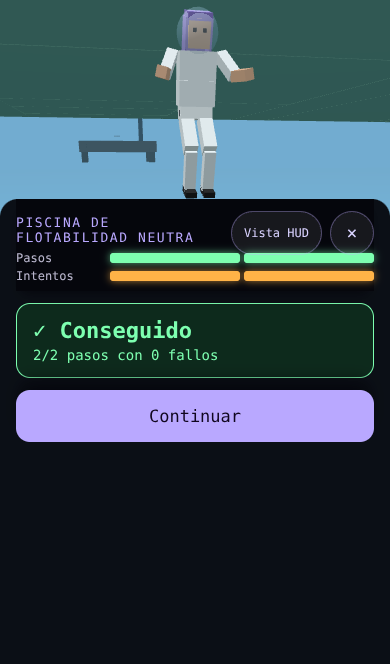 PISCINA DE
FLOTABILIDAD NEUTRA
Vista HUD
×
Pasos
Intentos
✓ Conseguido
2/2 pasos con 0 fallos
Continuar